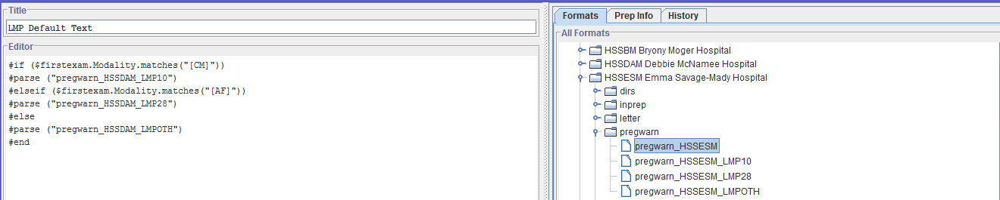 Title
LMP Default Text
Editor
#if ($firstexam.Modality.matches("[CM]"))
#parse ("pregwarn_HSSDAM_LMP10")
#elseif ($firstexam.Modality.matches("[AF]"))
#parse ("pregwarn_HSSDAM_LMP28")
#else
#parse ("pregwarn_HSSDAM_LMPOTH")
#end
Formats
Prep Info
History
All Formats
HSSBM Bryony Moger Hospital
HSSDAM Debbie McNamee Hospital
HSSESM Emma Savage-Mady Hospital
dirs
inprep
letter
pregwarn
pregwarn_HSSESM
pregwarn_HSSESM_LMP10
pregwarn_HSSESM_LMP28
pregwarn_HSSESM_LMPOTH